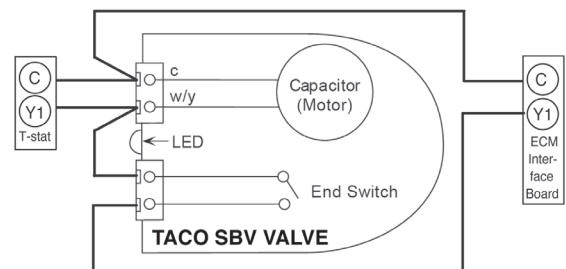 C
Y1
T-stat
c
w/y
LED
Capacitor
(Motor)
End Switch
TACO SBV VALVE
C
Y1
ECM
Inter-
face
Board